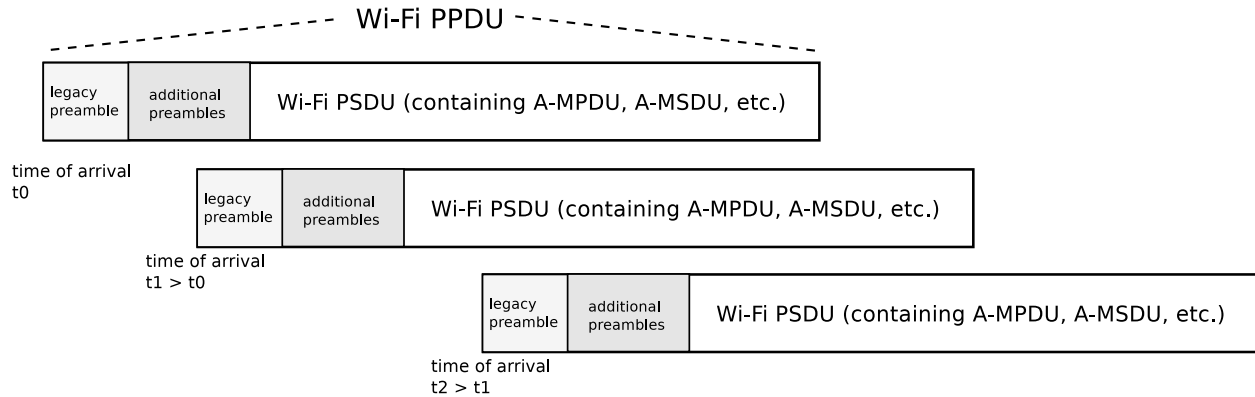 Wi-Fi PPDU
legacy
preamble
additional
preambles
Wi-Fi PSDU (containing A-MPDU, A-MSDU, etc.)
time of arrival
t0
legacy
preamble
additional
preambles
Wi-Fi PSDU (containing A-MPDU, A-MSDU, etc.)
time of arrival
t1 > t0
legacy
preamble
additional
preambles
Wi-Fi PSDU (containing A-MPDU, A-MSDU, etc.)
time of arrival
t2 > t1